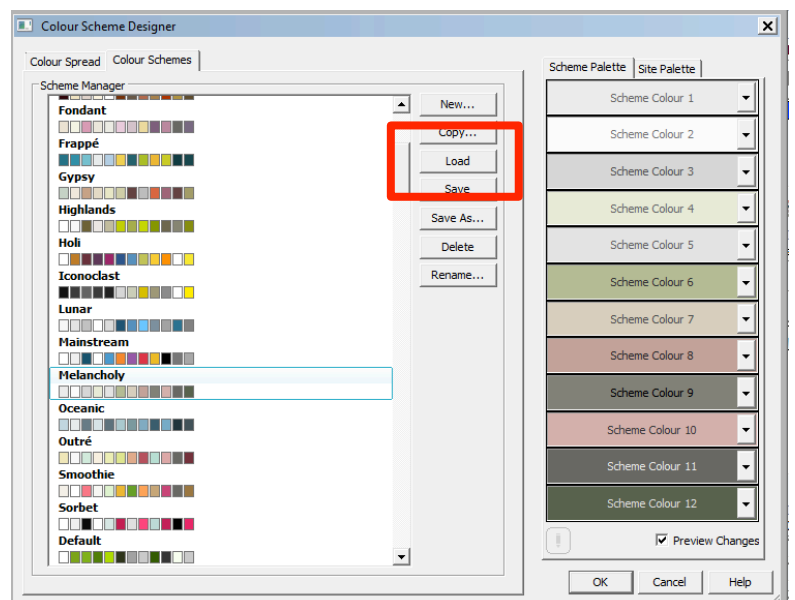 Colour Scheme Designer
Colour Spread
Colour Schemes
Scheme Manager
Fondant
Frappé
Gypsy
Highlands
Holi
Iconoclast
Lunar
Mainstream
Melancholy
Oceanic
Outré
Smoothie
Sorbet
Default
New...
Copy...
Load
Save
Save As...
Delete
Rename...
Scheme Palette
Site Palette
Scheme Colour 1
Scheme Colour 2
Scheme Colour 3
Scheme Colour 4
Scheme Colour 5
Scheme Colour 6
Scheme Colour 7
Scheme Colour 8
Scheme Colour 9
Scheme Colour 10
Scheme Colour 11
Scheme Colour 12
Preview Changes
OK
Cancel
Help